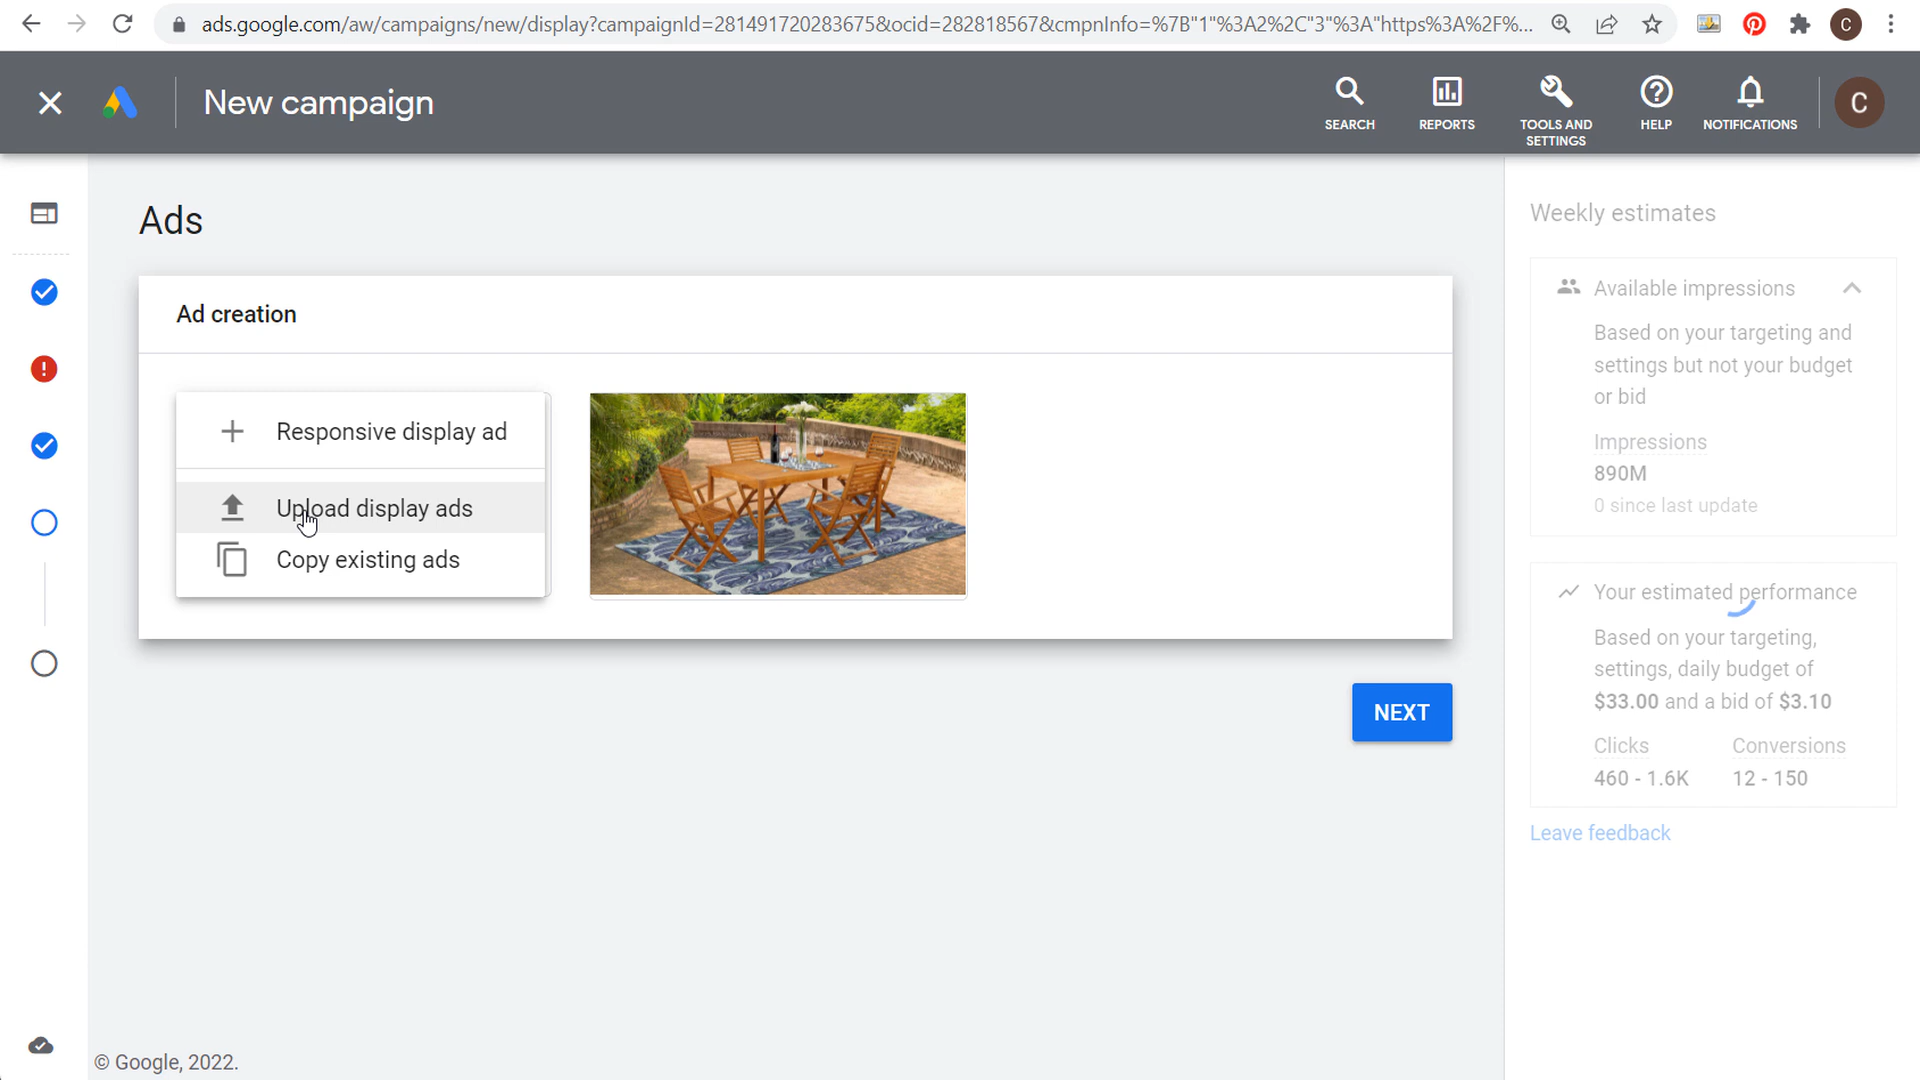 ads.google.com/aw/campaigns/new/display?campaignId=281491720283675&ocid=282818567&cmpnInfo=%7B"1"%3A2%2C"3"%3A"https%3A%2F%...
C
New campaign
SEARCH
REPORTS
TOOLS AND
SETTINGS
HELP
NOTIFICATIONS
C
Ads
Ad creation
Responsive display ad
Upload display ads
Copy existing ads
NEXT
Weekly estimates
Available impressions
Based on your targeting and
settings but not your budget
or bid
Impressions
890M
0 since last update
Your estimated performance
Based on your targeting,
settings, daily budget of
$33.00 and a bid of $3.10
Clicks Conversions
460 - 1.6K 12 - 150
Leave feedback
© Google, 2022.